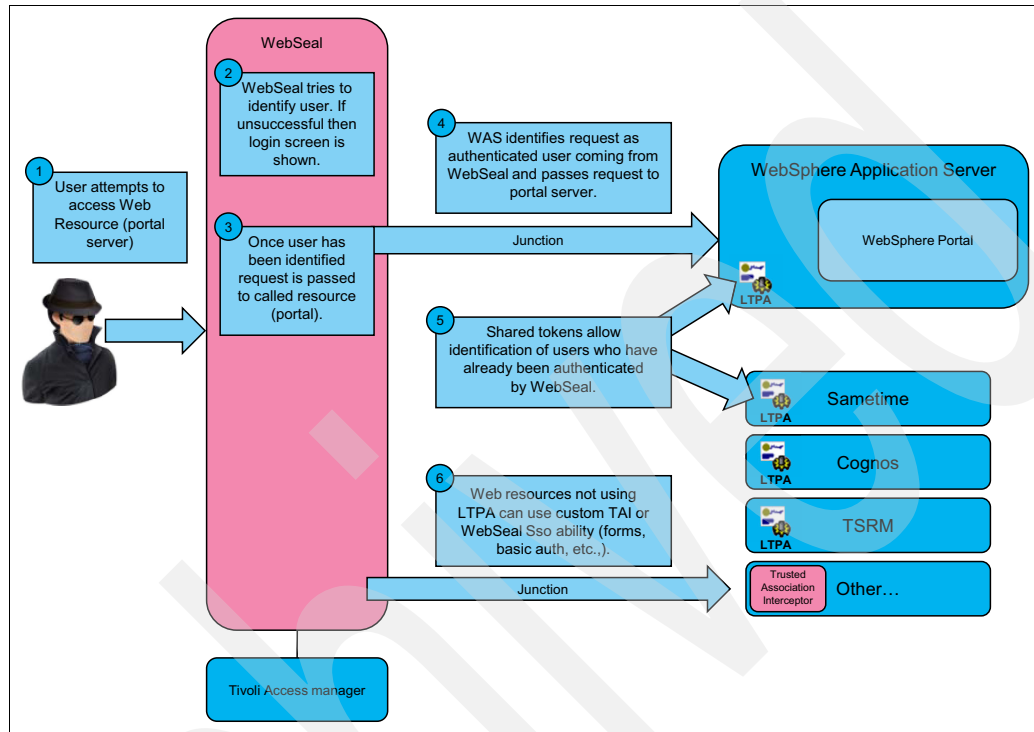 WebSeal
2
WebSeal tries to
identify user. If
unsuccessful then
login screen is
shown.
4
WAS identifies request as
authenticated user coming from
WebSeal and passes request to
portal server.
1
User attempts to
access Web
Resource (portal
server)
WebSphere Application Server
WebSphere Portal
LTPA
3
Once user has
been identified
request is passed
to called resource
(portal).
Junction
5
Shared tokens allow
identification of users who have
already been authenticated
by WebSeal.
LTPA
Sametime
LTPA
Cognos
LTPA
TSRM
6
Web resources not using
LTPA can use custom TAI or
WebSeal Sso ability (forms,
basic auth, etc.,).
Junction
Trusted
Association
Interceptor
Other…
Tivoli Access manager